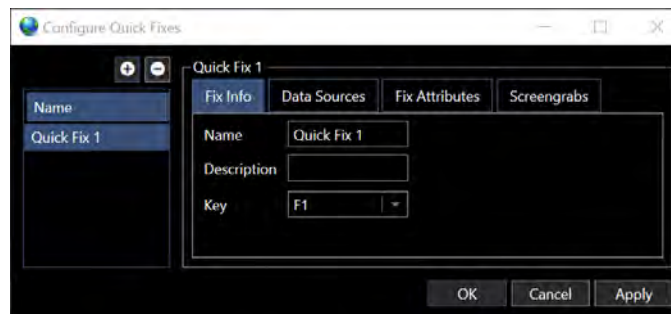 Configure Quick Fixes
Name
Quick Fix 1
Quick Fix 1
Fix Info Data Sources Fix Attributes Screengrabs
Name Quick Fix 1
Description
Key F1
OK Cancel Apply